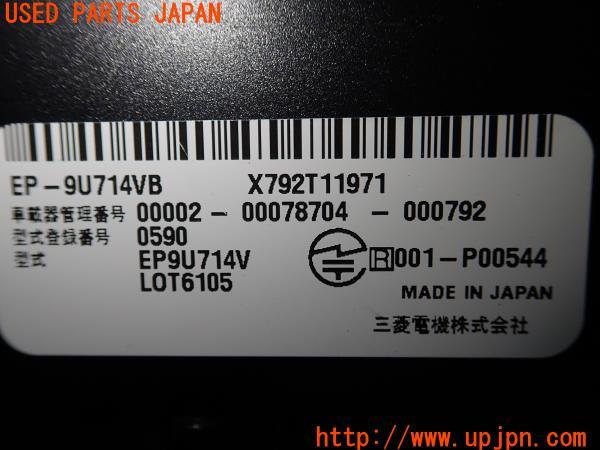 USED PARTS JAPAN
EP-9U714VB X792T11971
車載器管理番号 00002-00078704-000792
型式登録番号 0590
型式 EP9U714V
LOT6105
R 001-P00544
MADE IN JAPAN
三菱電機株式会社
http://www.upjpn.com/